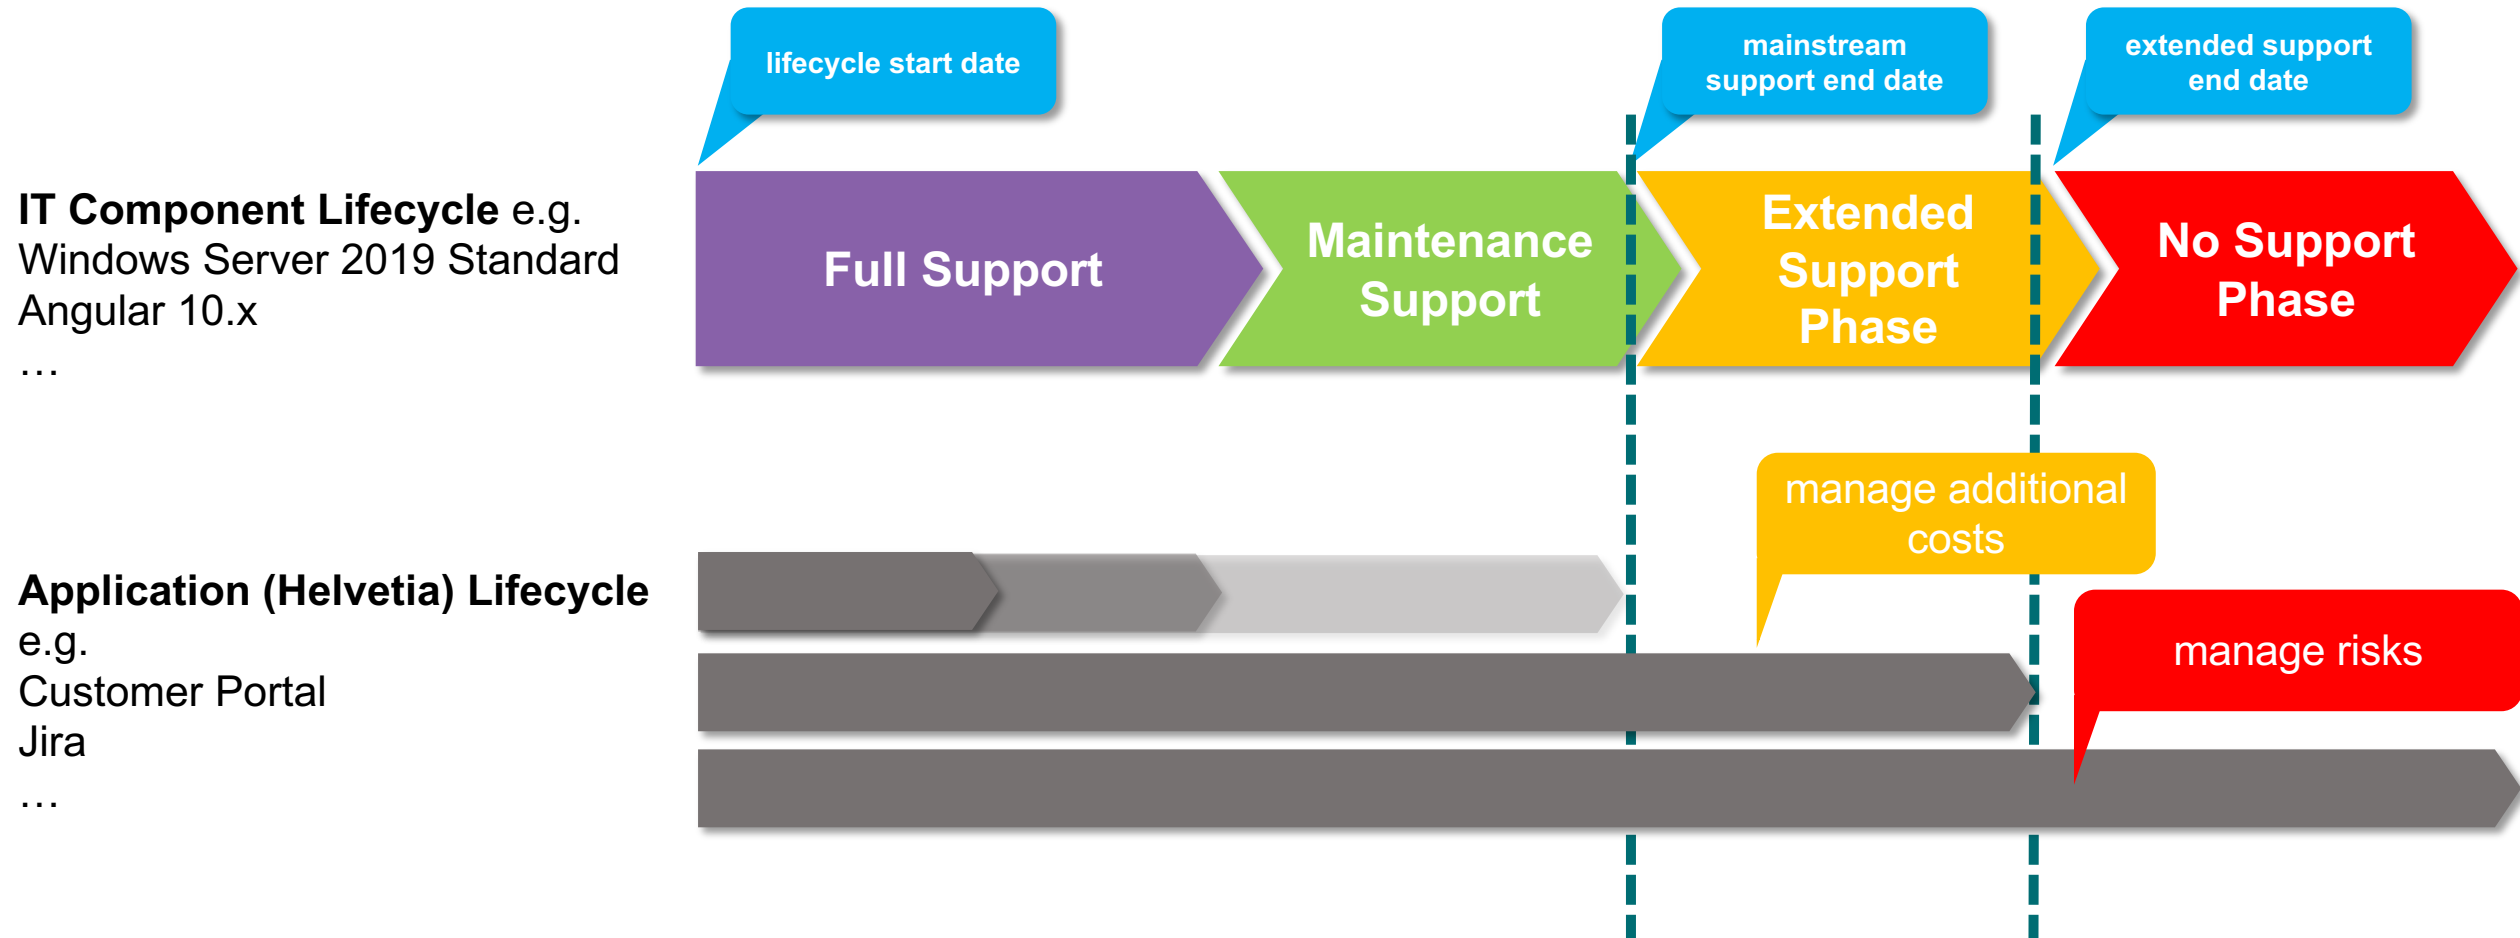 lifecycle start date
mainstream
support end date
extended support
end date
IT Component Lifecycle e.g.
Windows Server 2019 Standard
Angular 10.x
…
Full Support
Maintenance
Support
Extended
Support
Phase
No Support
Phase
manage additional
costs
manage risks
Application (Helvetia) Lifecycle
e.g.
Customer Portal
Jira
…